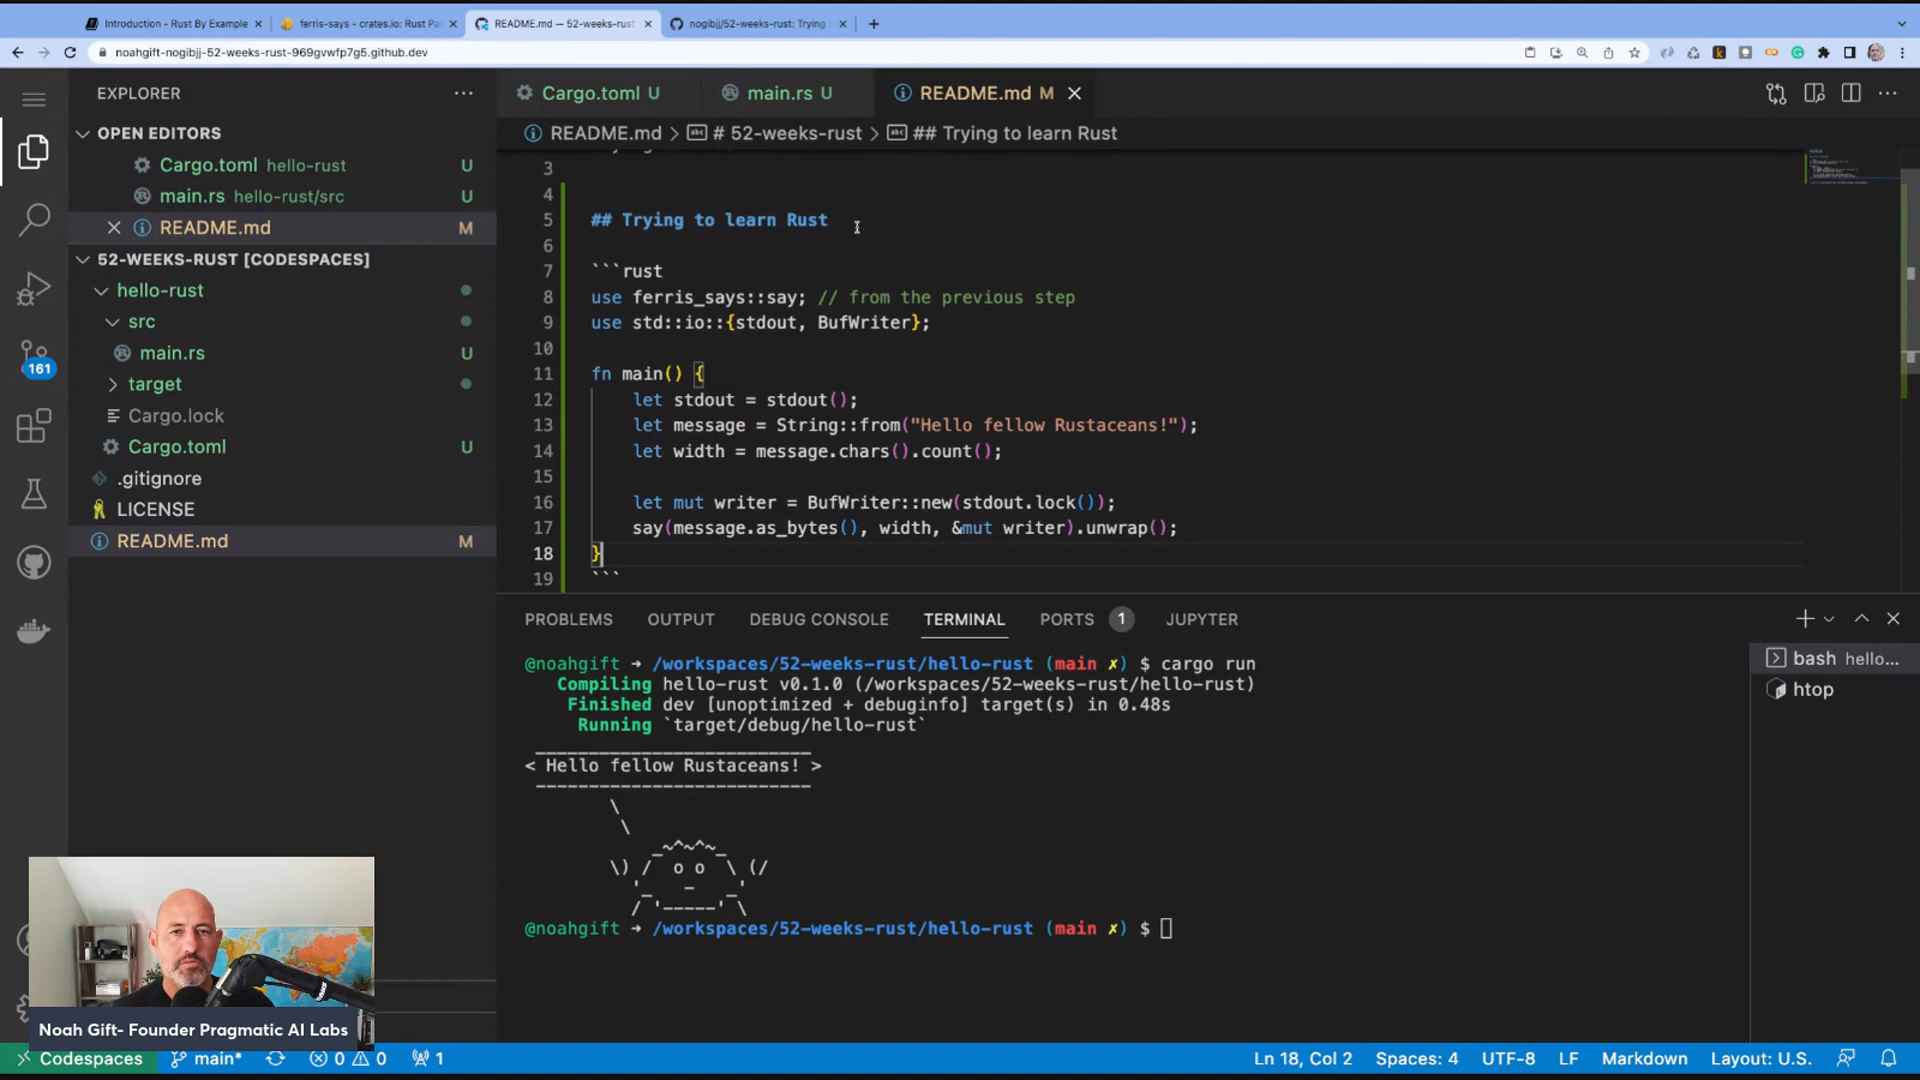 Introduction - Rust By Example
ferris-says - crates.io: Rust Pa
README.md — 52-weeks-rust
nogibjj/52-weeks-rust: Trying
noahgift-nogibjj-52-weeks-rust-969gvwfp7g5.github.dev
EXPLORER
OPEN EDITORS
Cargo.toml hello-rust U
main.rs hello-rust/src U
README.md M
52-WEEKS-RUST [CODESPACES]
hello-rust
src
main.rs U
target
Cargo.lock
Cargo.toml U
.gitignore
LICENSE
README.md M
161
Cargo.toml U
main.rs U
README.md M
README.md > # 52-weeks-rust > ## Trying to learn Rust
3
4
5 ## Trying to learn Rust
6
7 ```rust
8 use ferris_says::say; // from the previous step
9 use std::io::{stdout, BufWriter};
10
11 fn main() {
12 let stdout = stdout();
13 let message = String::from("Hello fellow Rustaceans!");
14 let width = message.chars().count();
15
16 let mut writer = BufWriter::new(stdout.lock());
17 say(message.as_bytes(), width, &mut writer).unwrap();
18 }
19 ```
PROBLEMS OUTPUT DEBUG CONSOLE TERMINAL PORTS 1 JUPYTER
@noahgift ➜ /workspaces/52-weeks-rust/hello-rust (main ✗) $ cargo run
Compiling hello-rust v0.1.0 (/workspaces/52-weeks-rust/hello-rust)
Finished dev [unoptimized + debuginfo] target(s) in 0.48s
Running `target/debug/hello-rust`
__________________________
< Hello fellow Rustaceans! >
--------------------------
\
\
_~^~^~_
\) / o o \ (/
'_ - _'
/ '-----' \
@noahgift ➜ /workspaces/52-weeks-rust/hello-rust (main ✗) $
bash hello...
htop
Noah Gift- Founder Pragmatic AI Labs
Codespaces main* 0 0 1
Ln 18, Col 2 Spaces: 4 UTF-8 LF Markdown Layout: U.S.